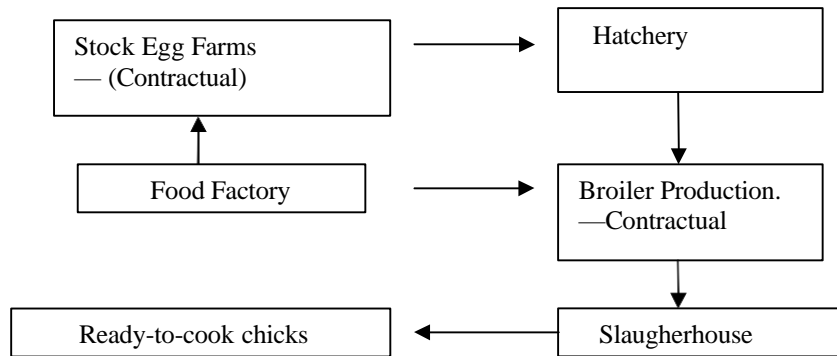 Stock Egg Farms
— (Contractual)
Hatchery
Food Factory
Broiler Production.
—Contractual
Ready-to-cook chicks
Slaugherhouse